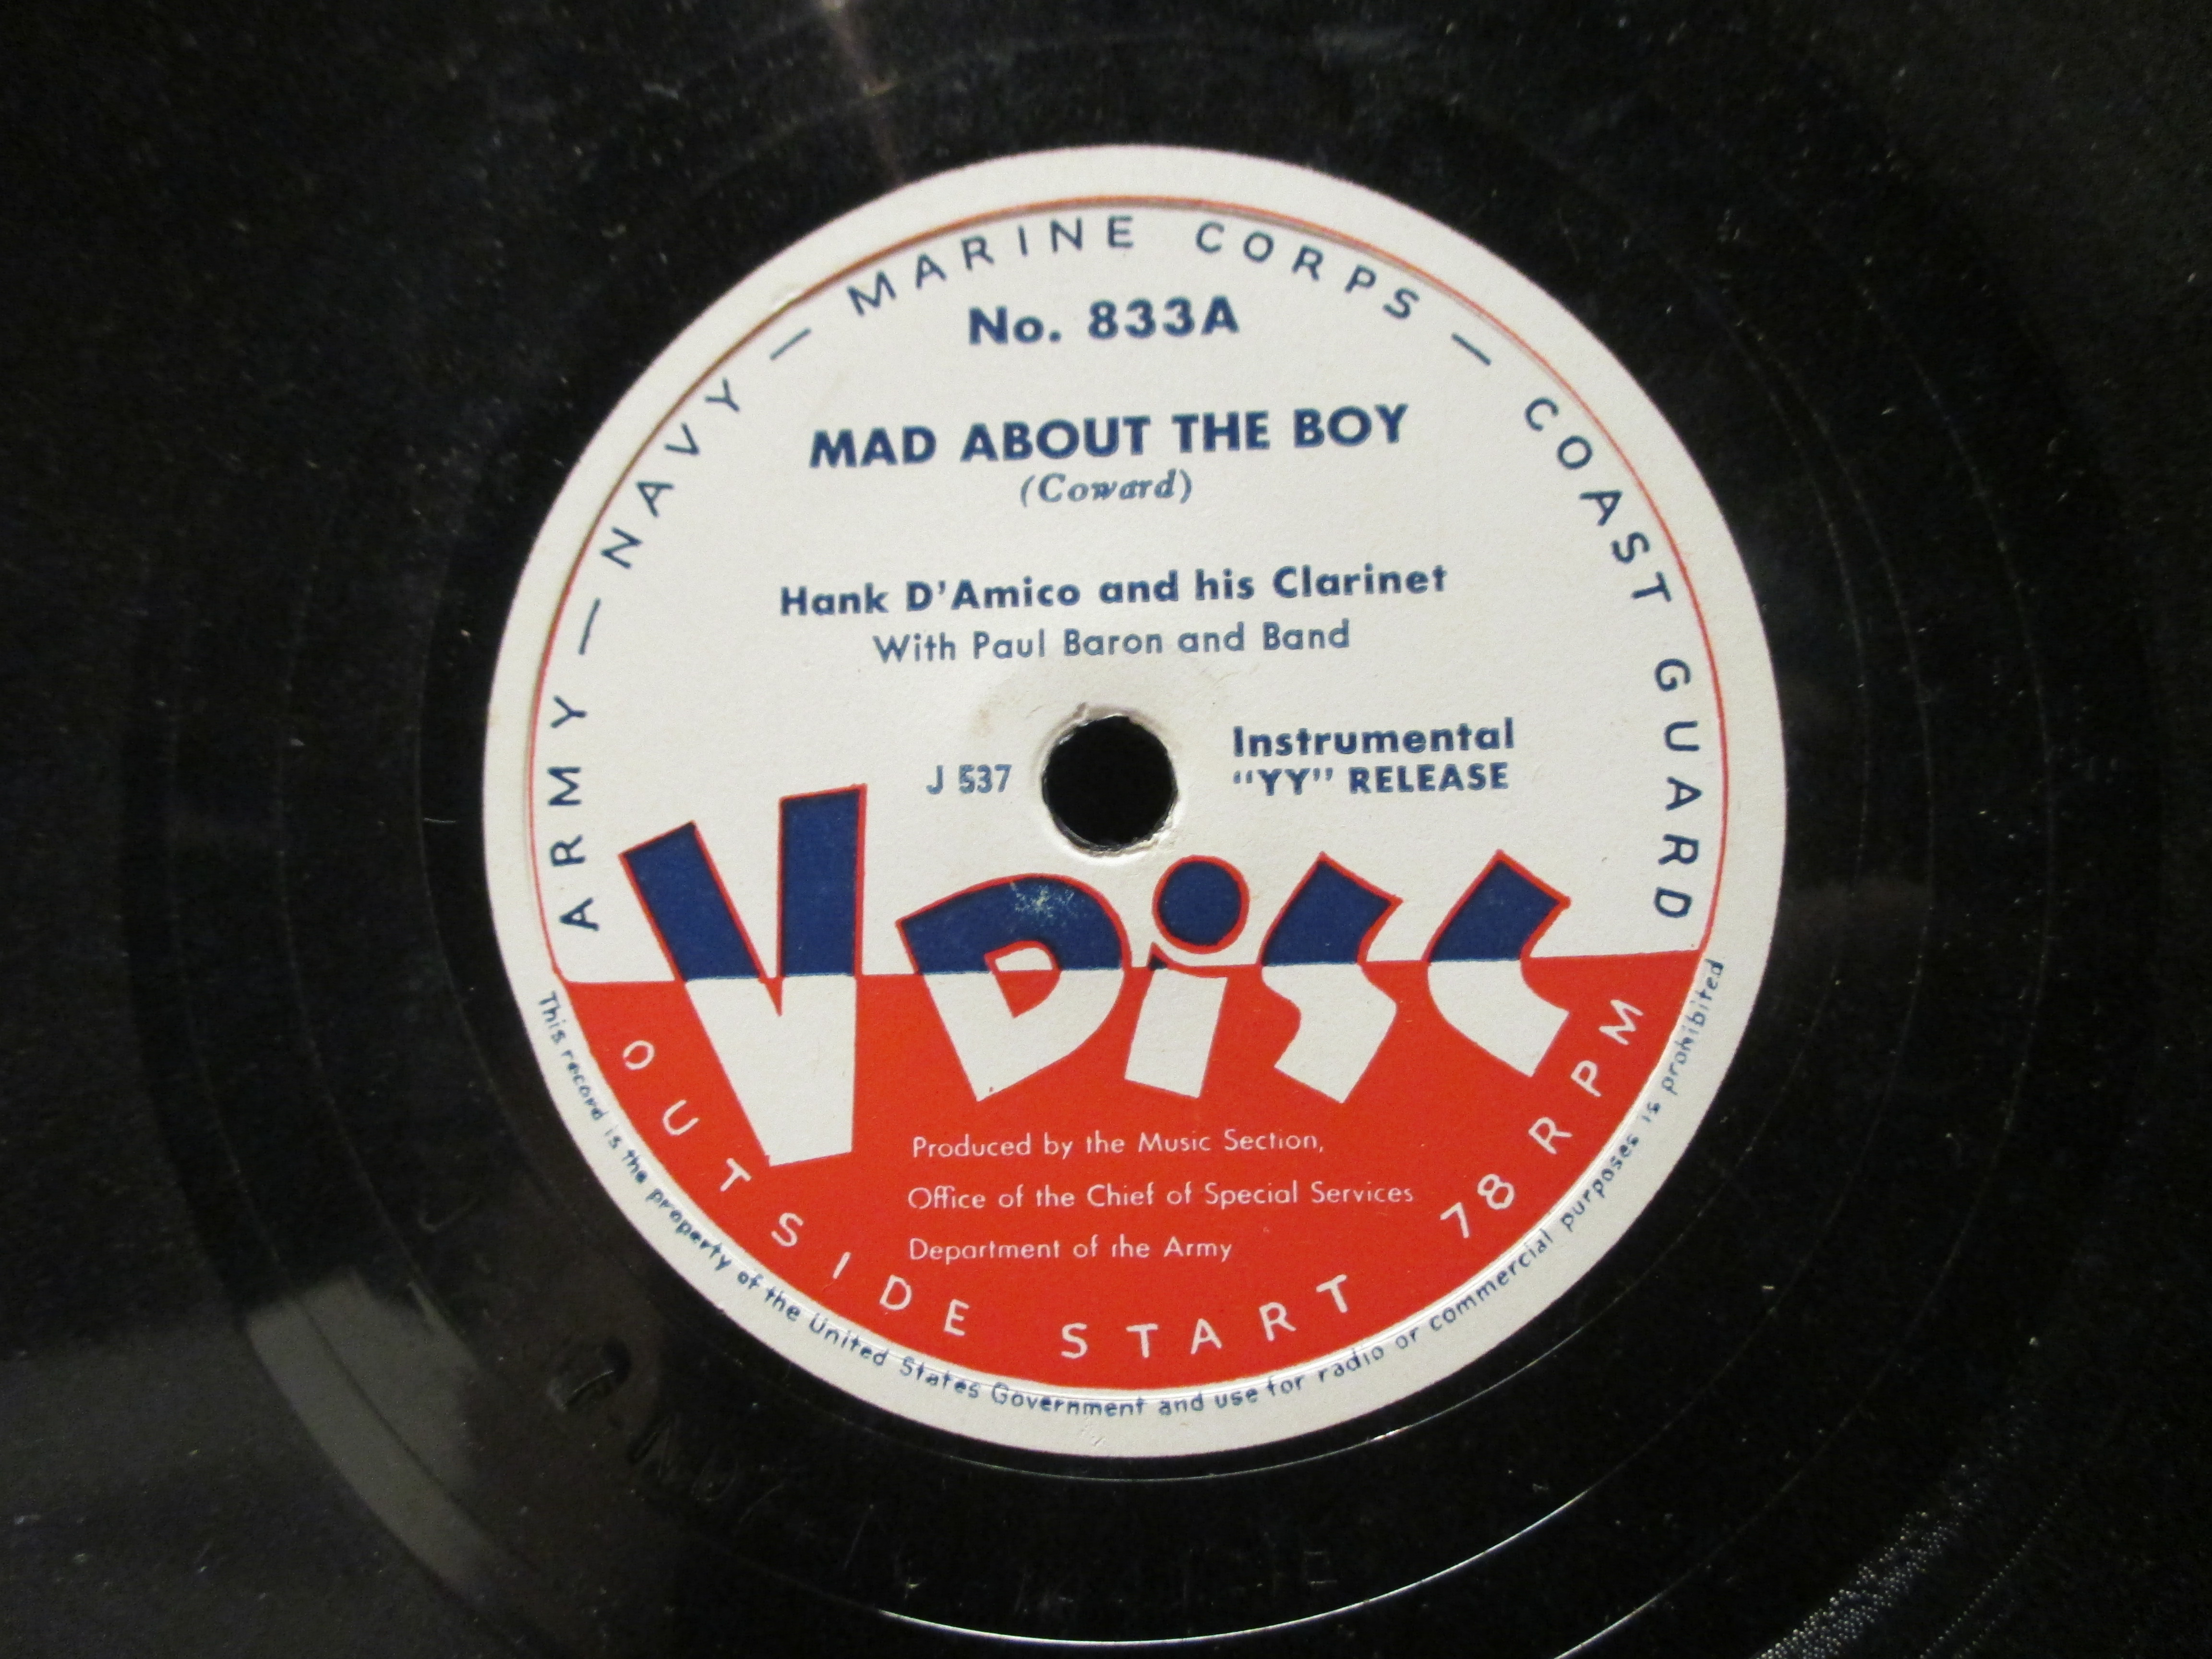 ARMY — NAVY — MARINE CORPS — COAST GUARD
No. 833A
MAD ABOUT THE BOY
(Coward)
Hank D'Amico and his Clarinet
With Paul Baron and Band
J 537
Instrumental
"YY" RELEASE
V DiSC
Produced by the Music Section,
Office of the Chief of Special Services
Department of the Army
OUTSIDE START 78 RPM
This record is the property of the United States Government and use for radio or commercial purposes is prohibited